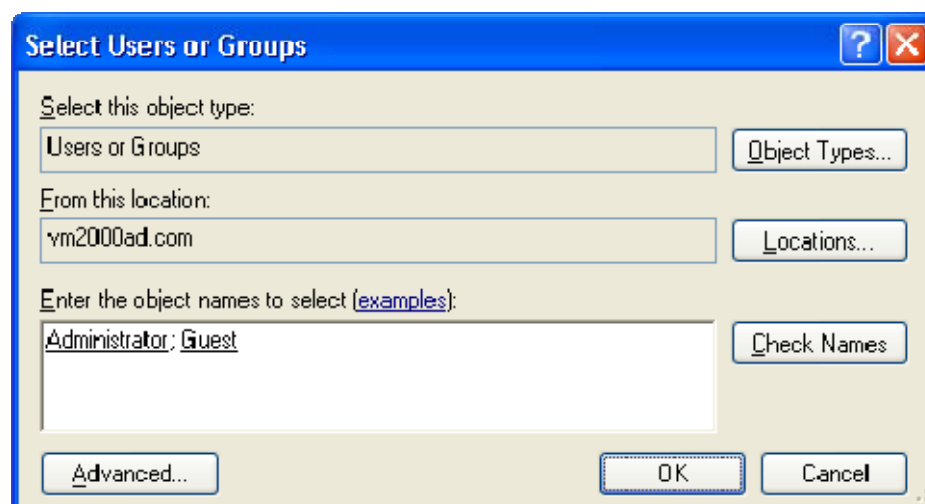 Select Users or Groups
?
Select this object type:
Users or Groups
Object Types...
From this location:
vm2000ad.com
Locations...
Enter the object names to select (examples):
Administrator; Guest
Check Names
Advanced...
OK
Cancel